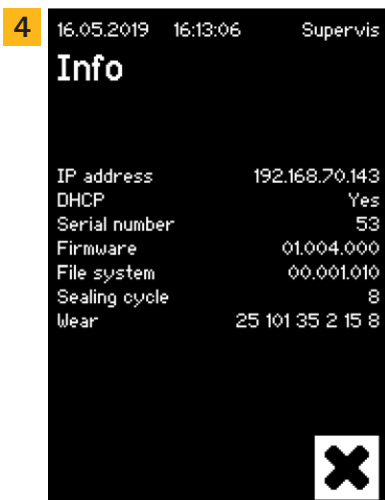 4
16.05.2019 16:13:06 Supervis
Info
IP address 192.168.70.143
DHCP Yes
Serial number 53
Firmware 01.004.000
File system 00.001.010
Sealing cycle 8
Wear 25 101 35 2 15 8